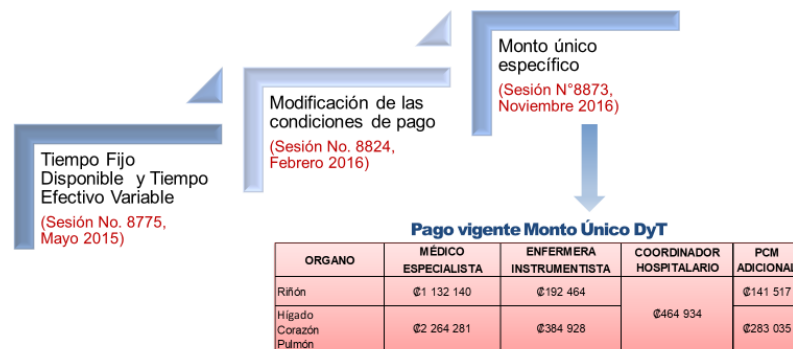 Monto único
específico
(Sesión N°8873,
Noviembre 2016)
Modificación de las
condiciones de pago
(Sesión No. 8824,
Febrero 2016)
Tiempo Fijo
Disponible y Tiempo
Efectivo Variable
(Sesión No. 8775,
Mayo 2015)
Pago vigente Monto Único DyT
ORGANO MÉDICO ESPECIALISTA ENFERMERA INSTRUMENTISTA COORDINADOR HOSPITALARIO PCM ADICIONAL
Riñón ₡1 132 140 ₡192 464 ₡464 934 ₡141 517
Hígado
Corazón ₡2 264 281 ₡384 928 ₡283 035
Pulmón